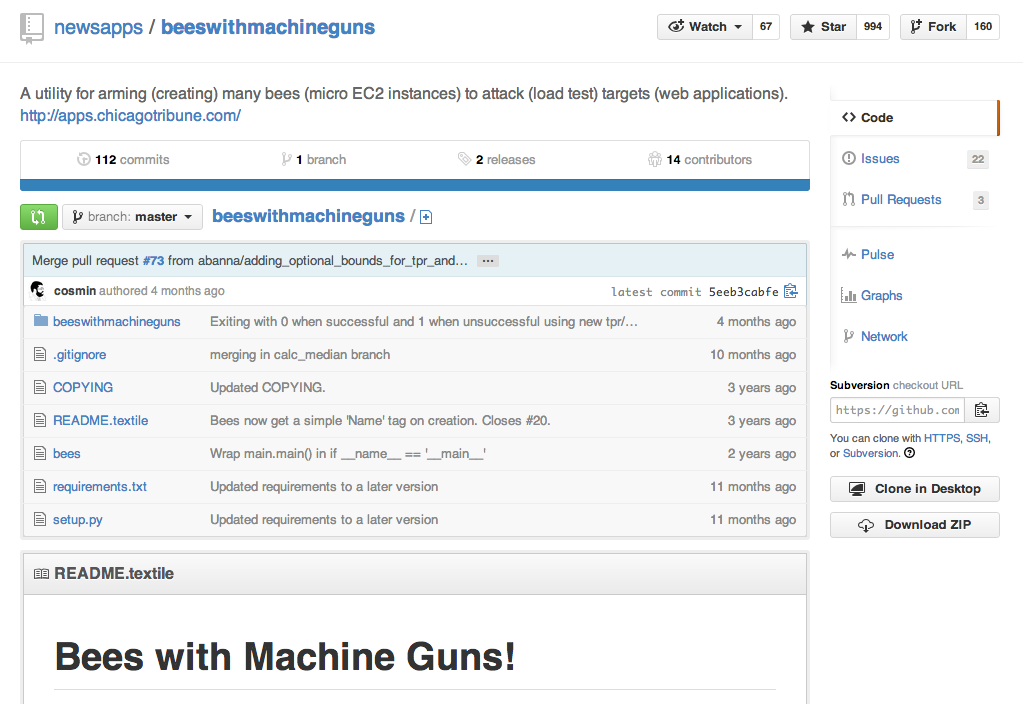 newsapps / beeswithmachineguns
Watch 67 Star 994 Fork 160
A utility for arming (creating) many bees (micro EC2 instances) to attack (load test) targets (web applications).
http://apps.chicagotribune.com/
112 commits 1 branch 2 releases 14 contributors
branch: master beeswithmachineguns /
Merge pull request #73 from abanna/adding_optional_bounds_for_tpr_and… ...
cosmin authored 4 months ago latest commit 5eeb3cabfe
beeswithmachineguns Exiting with 0 when successful and 1 when unsuccessful using new tpr/… 4 months ago
.gitignore merging in calc_median branch 10 months ago
COPYING Updated COPYING. 3 years ago
README.textile Bees now get a simple 'Name' tag on creation. Closes #20. 3 years ago
bees Wrap main.main() in if __name__ == '__main__' 2 years ago
requirements.txt Updated requirements to a later version 11 months ago
setup.py Updated requirements to a later version 11 months ago
README.textile
Bees with Machine Guns!
Code
Issues 22
Pull Requests 3
Pulse
Graphs
Network
Subversion checkout URL
https://github.com
You can clone with HTTPS, SSH,
or Subversion.
Clone in Desktop
Download ZIP